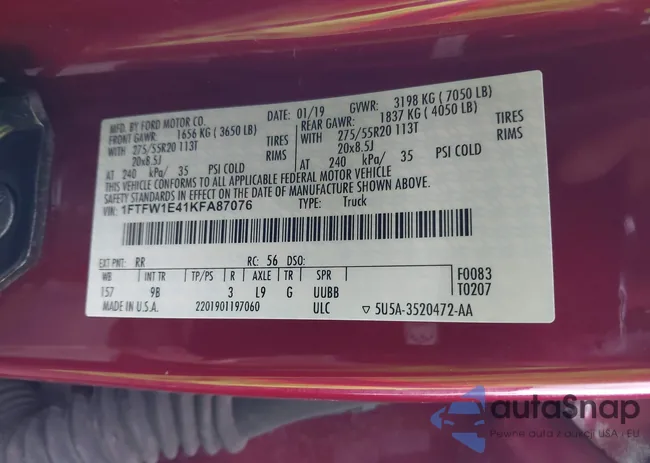 MFD. BY FORD MOTOR CO. 01/19 GVWR: 3198 KG ( 7050 LB)
FRONT GAWR: 1656 KG ( 3650 LB) REAR GAWR: 1837 KG ( 4050 LB)
WITH 275/55R20 113T TIRES WITH 275/55R20 113T TIRES
20x8.5J RIMS 20x8.5J RIMS
AT 240 kPa/ 35 PSI COLD AT 240 kPa/ 35 PSI COLD
THIS VEHICLE CONFORMS TO ALL APPLICABLE FEDERAL MOTOR VEHICLE SAFETY
STANDARDS IN EFFECT ON THE DATE OF MANUFACTURE SHOWN ABOVE.
VIN: 1FTFW1E41KFA87076 TYPE: Truck
EXT PNT: RR RC: 56 DSO: F0083
WB INT TR TP/PS R AXLE TR SPR T0207
157 9B 3 L9 G UUBB
MADE IN U.S.A. 2201901197060 ULC ▽ 5U5A-3520472-AA
autoSnap
Pewne auta z aukcji USA i EU